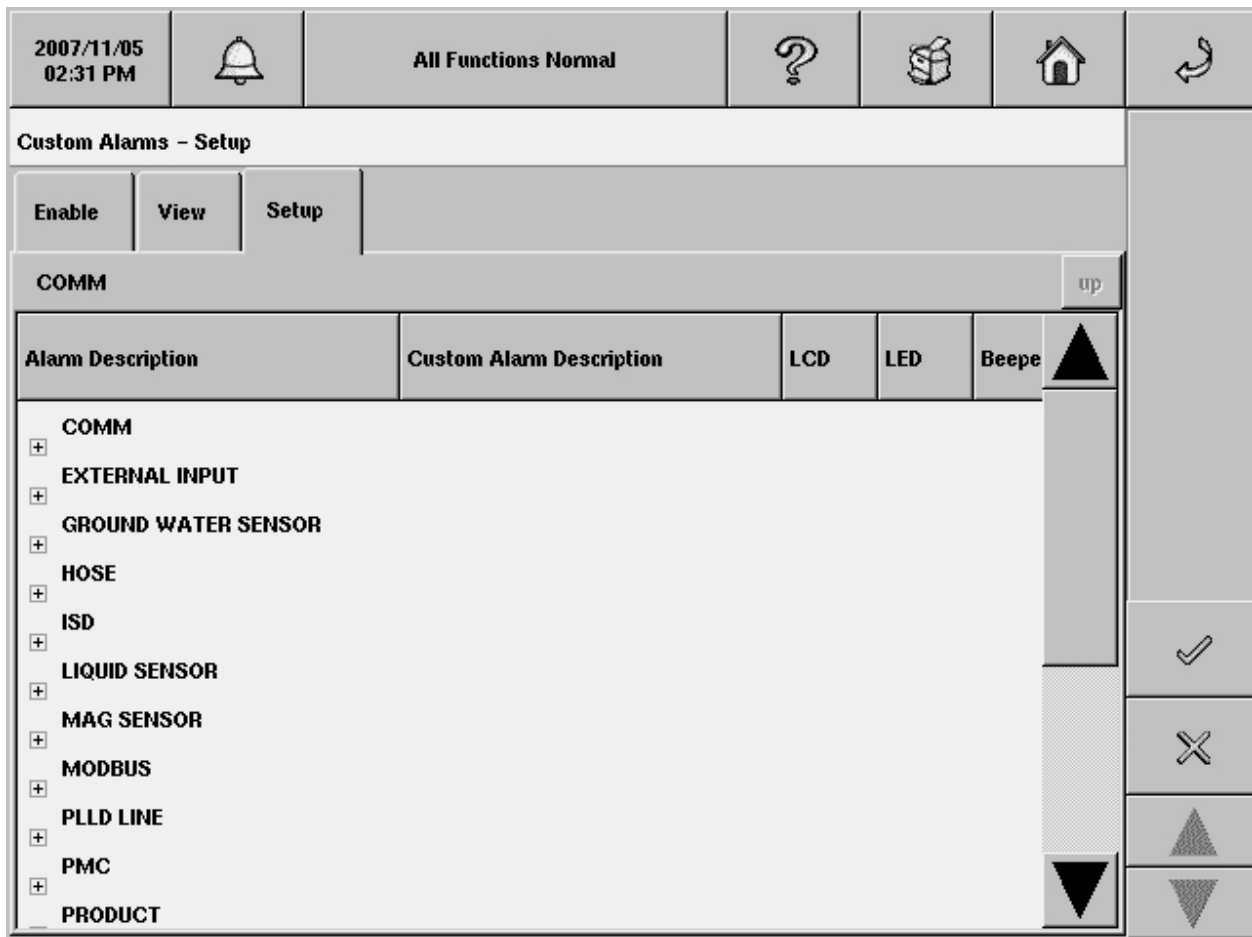 2007/11/05
02:31 PM
All Functions Normal
Custom Alarms - Setup
Enable View Setup
COMM up
Alarm Description Custom Alarm Description LCD LED Beepe
COMM
EXTERNAL INPUT
GROUND WATER SENSOR
HOSE
ISD
LIQUID SENSOR
MAG SENSOR
MODBUS
PLLD LINE
PMC
PRODUCT